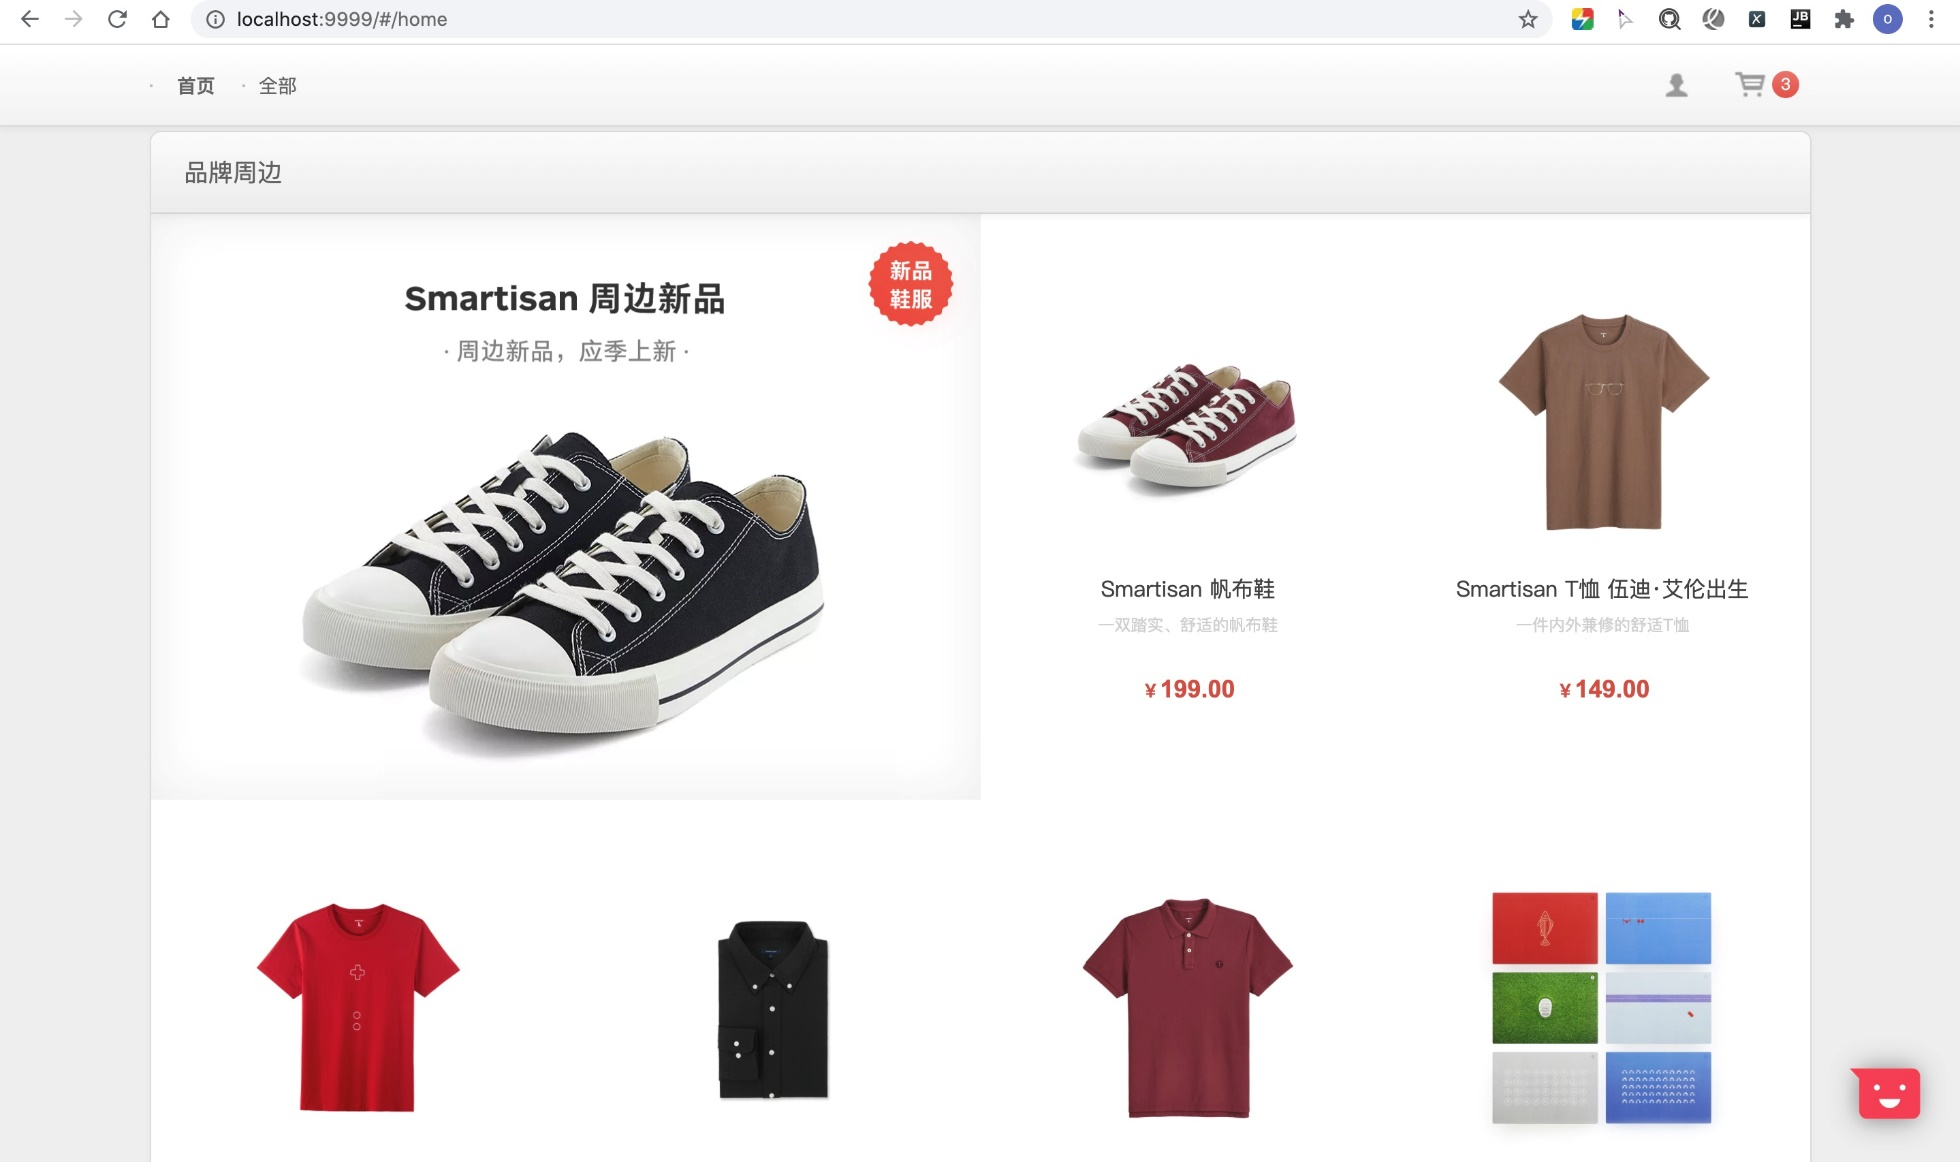 localhost:9999/#/home
JB
o
· 首页 · 全部
3
品牌周边
新品
鞋服
Smartisan 周边新品
· 周边新品，应季上新 ·
Smartisan 帆布鞋
一双踏实、舒适的帆布鞋
¥ 199.00
Smartisan T恤 伍迪·艾伦出生
一件内外兼修的舒适T恤
¥ 149.00